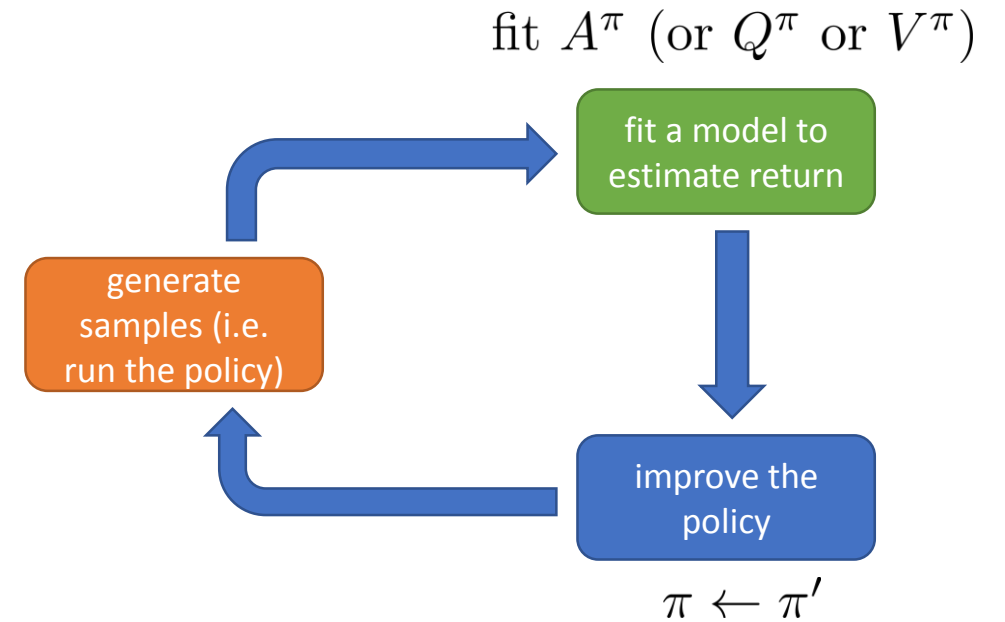 fit A^π (or Q^π or V^π)
fit a model to
estimate return
generate
samples (i.e.
run the policy)
improve the
policy
π ← π′